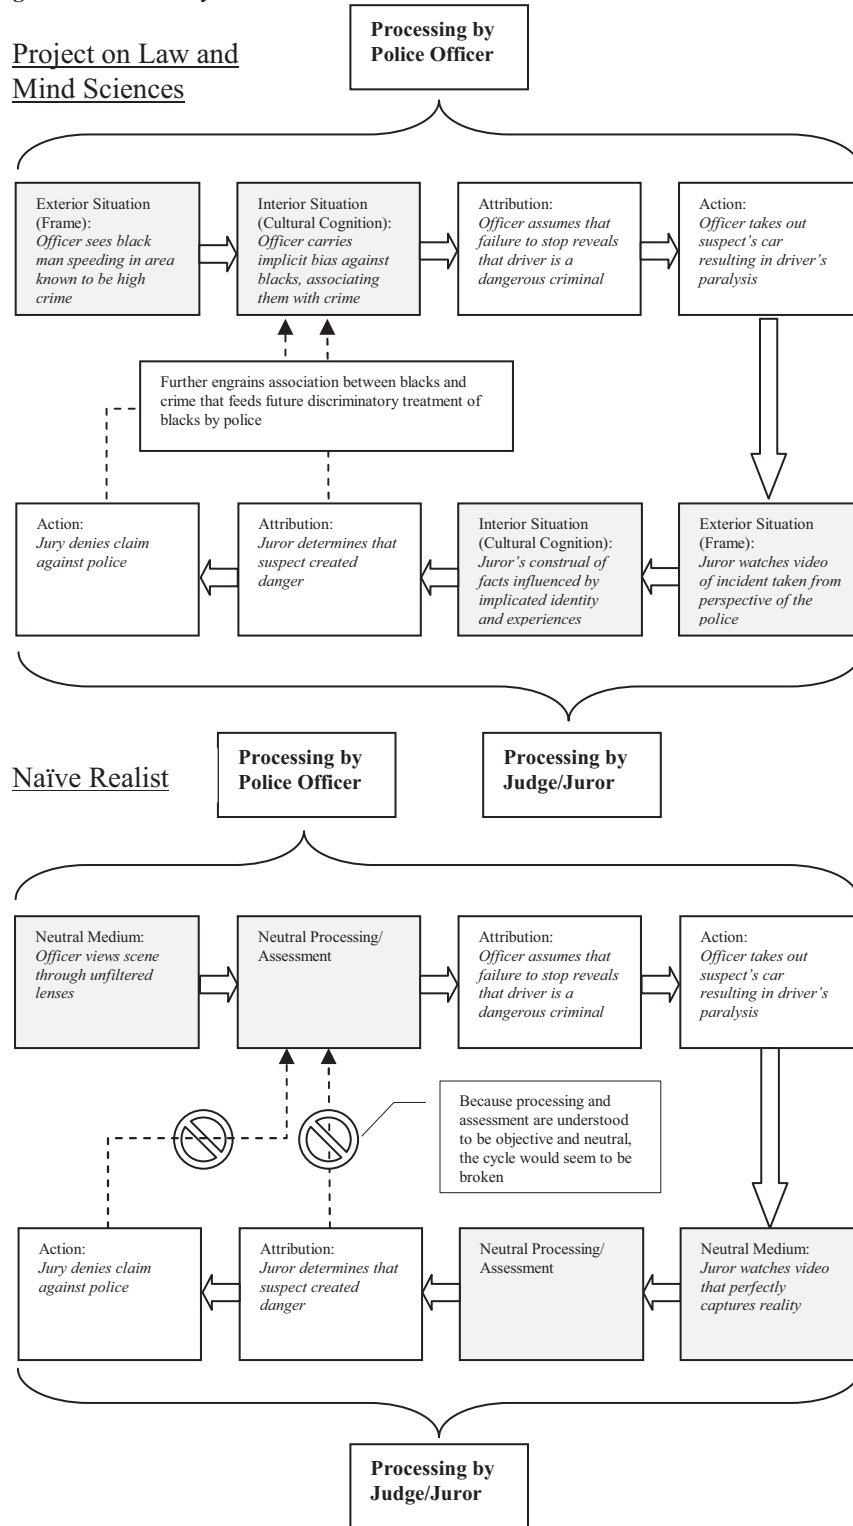 Processing by
Police Officer
Project on Law and
Mind Sciences
Exterior Situation
(Frame):
Officer sees black
man speeding in area
known to be high
crime
Interior Situation
(Cultural Cognition):
Officer carries
implicit bias against
blacks, associating
them with crime
Attribution:
Officer assumes that
failure to stop reveals
that driver is a
dangerous criminal
Action:
Officer takes out
suspect's car
resulting in driver's
paralysis
Further engrains association between blacks and
crime that feeds future discriminatory treatment of
blacks by police
Action:
Jury denies claim
against police
Attribution:
Juror determines that
suspect created
danger
Interior Situation
(Cultural Cognition):
Juror's construal of
facts influenced by
implicated identity
and experiences
Exterior Situation
(Frame):
Juror watches video
of incident taken from
perspective of the
police
Naïve Realist
Processing by
Police Officer
Processing by
Judge/Juror
Neutral Medium:
Officer views scene
through unfiltered
lenses
Neutral Processing/
Assessment
Attribution:
Officer assumes that
failure to stop reveals
that driver is a
dangerous criminal
Action:
Officer takes out
suspect's car
resulting in driver's
paralysis
Because processing and
assessment are understood
to be objective and neutral,
the cycle would seem to be
broken
Action:
Jury denies claim
against police
Attribution:
Juror determines that
suspect created
danger
Neutral Processing/
Assessment
Neutral Medium:
Juror watches video
that perfectly
captures reality
Processing by
Judge/Juror